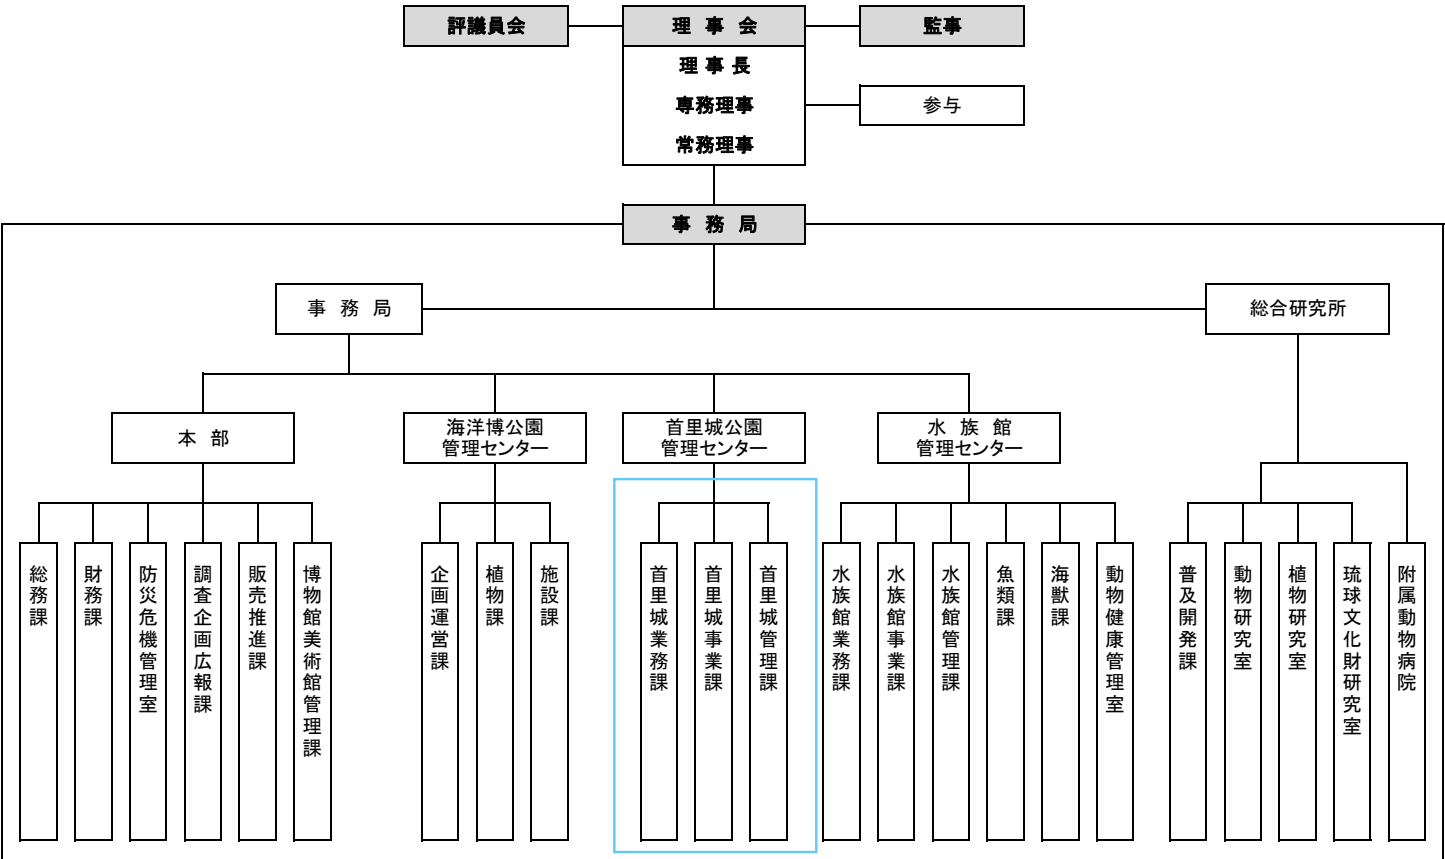 評議員会
理 事 会
監事
理 事 長
専務理事
常務理事
参与
事 務 局
事 務 局
総合研究所
本 部
海洋博公園
管理センター
首里城公園
管理センター
水 族 館
管理センター
総務課
財務課
防災危機管理室
調査企画広報課
販売推進課
博物館美術館管理課
企画運営課
植物課
施設課
首里城業務課
首里城事業課
首里城管理課
水族館業務課
水族館事業課
水族館管理課
魚類課
海獣課
動物健康管理室
普及開発課
動物研究室
植物研究室
琉球文化財研究室
附属動物病院